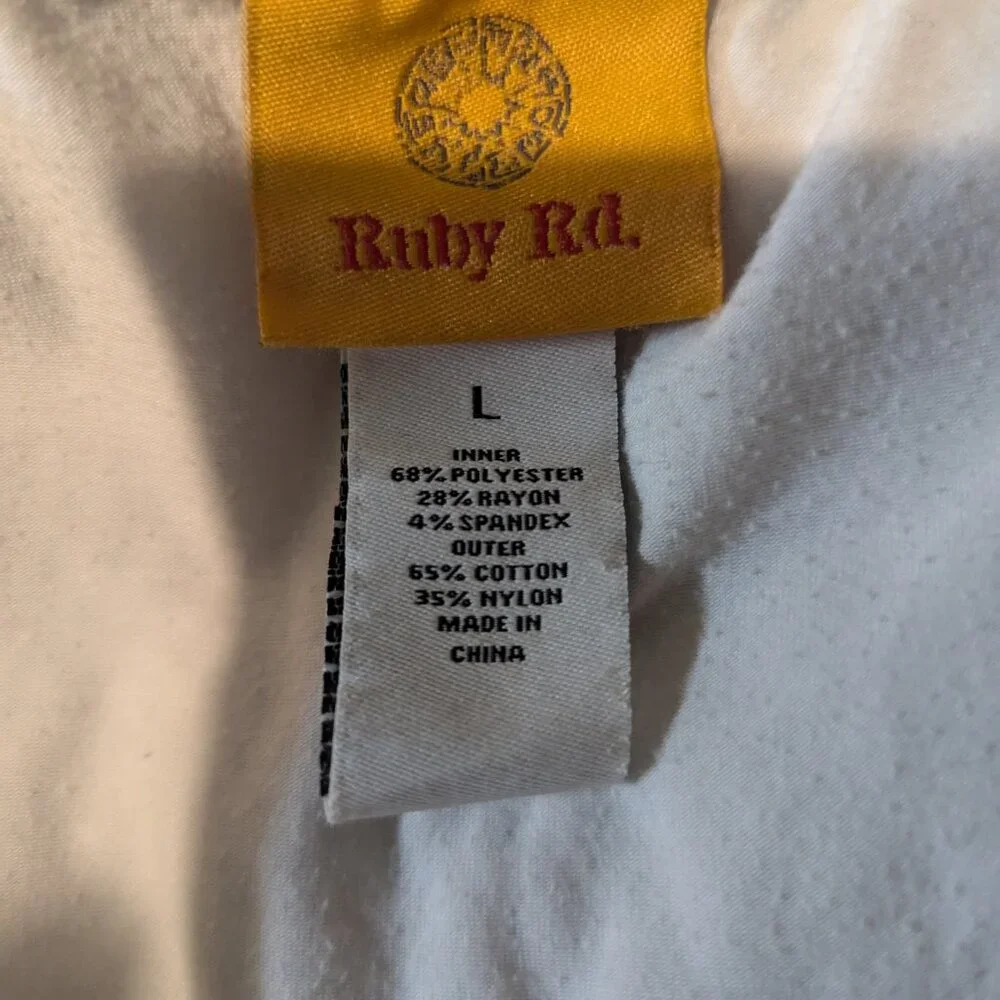 Ruby Rd.
L
INNER
68% POLYESTER
28% RAYON
4% SPANDEX
OUTER
65% COTTON
35% NYLON
MADE IN
CHINA